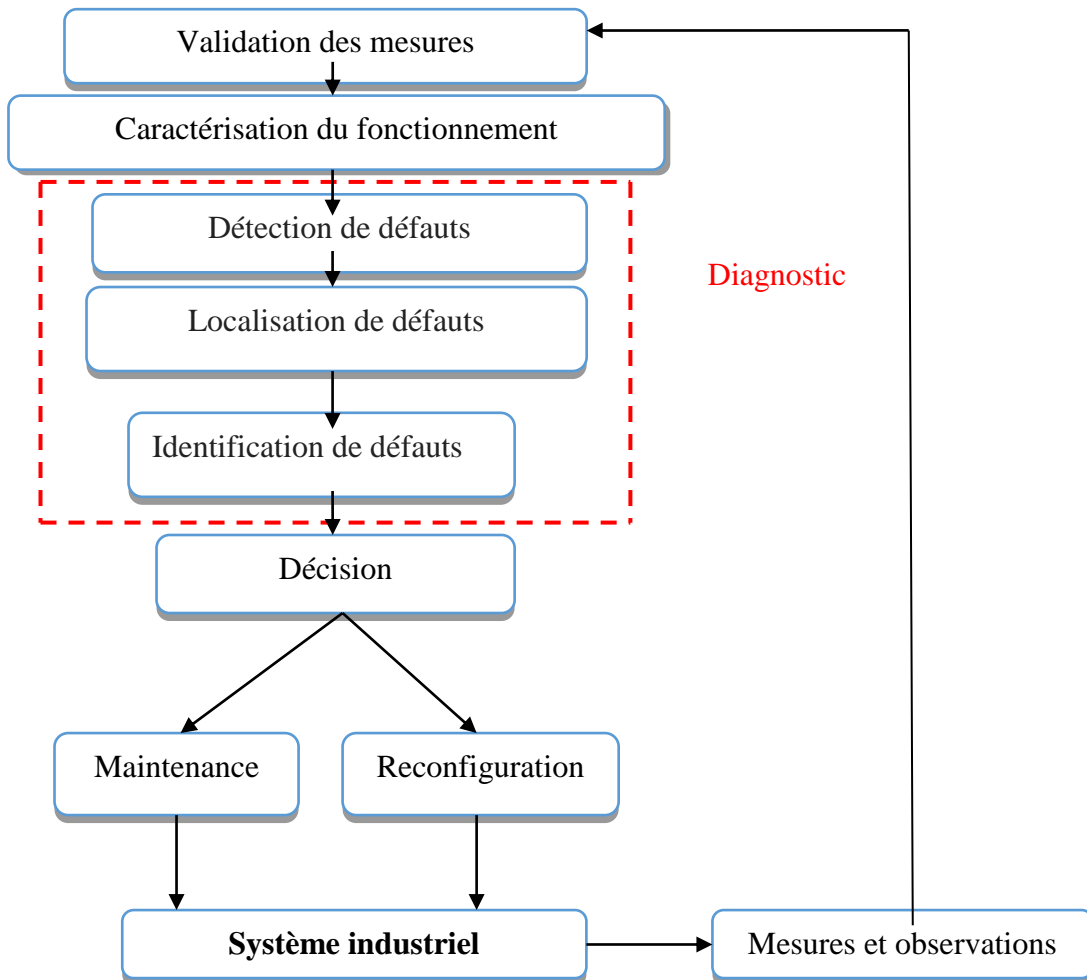 Validation des mesures
Caractérisation du fonctionnement
Détection de défauts
Diagnostic
Localisation de défauts
Identification de défauts
Décision
Maintenance
Reconfiguration
Système industriel
Mesures et observations